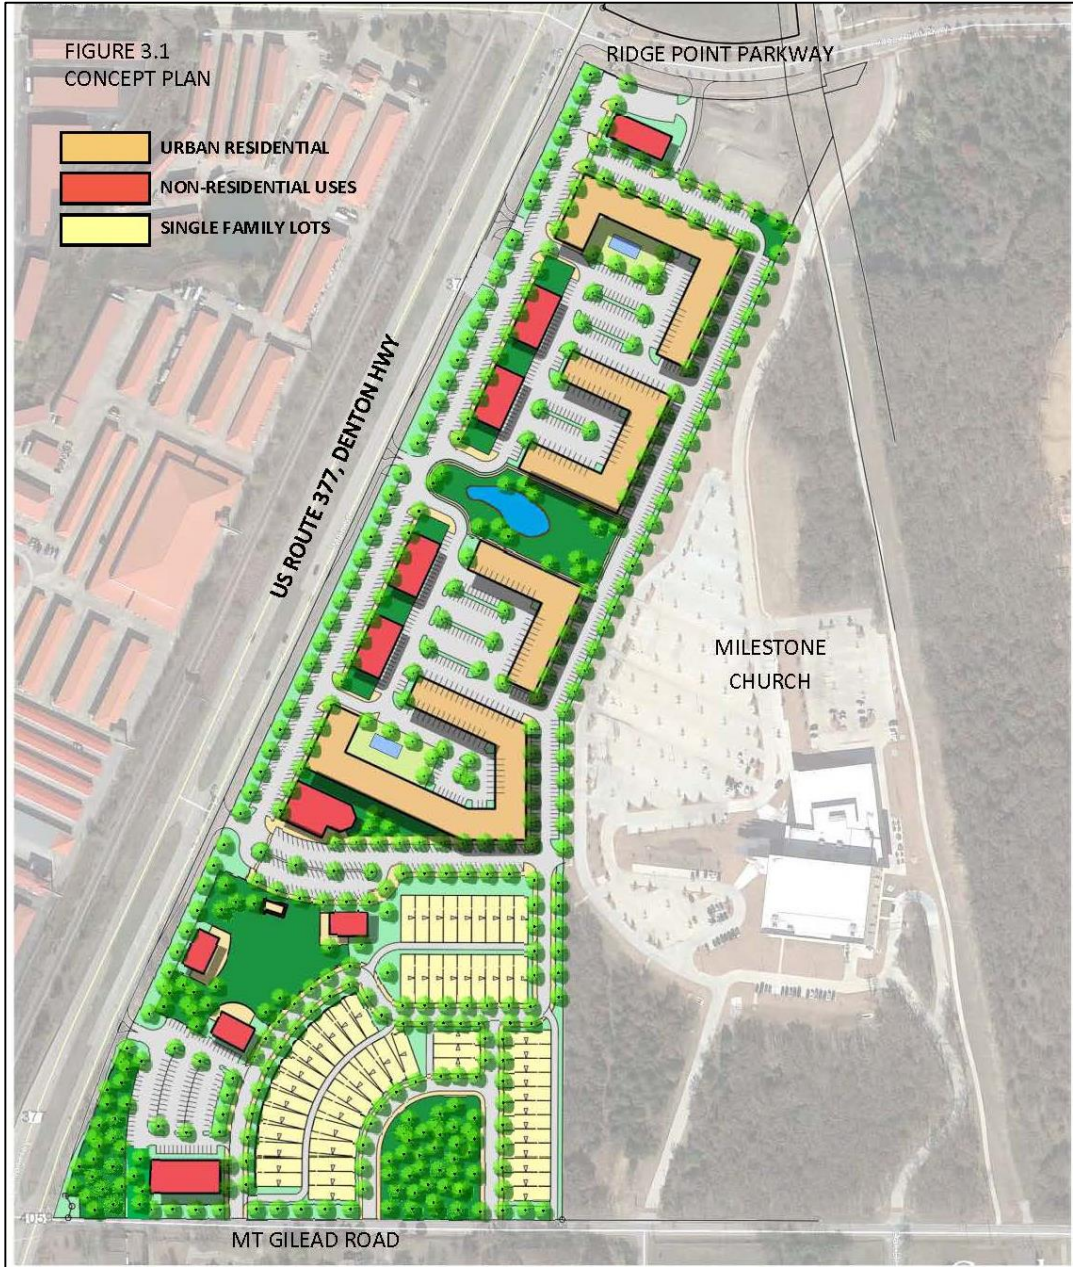 FIGURE 3.1
CONCEPT PLAN
RIDGE POINT PARKWAY
URBAN RESIDENTIAL
NON-RESIDENTIAL USES
SINGLE FAMILY LOTS
37
US ROUTE 377, DENTON HWY
MILESTONE
CHURCH
377
MT GILEAD ROAD